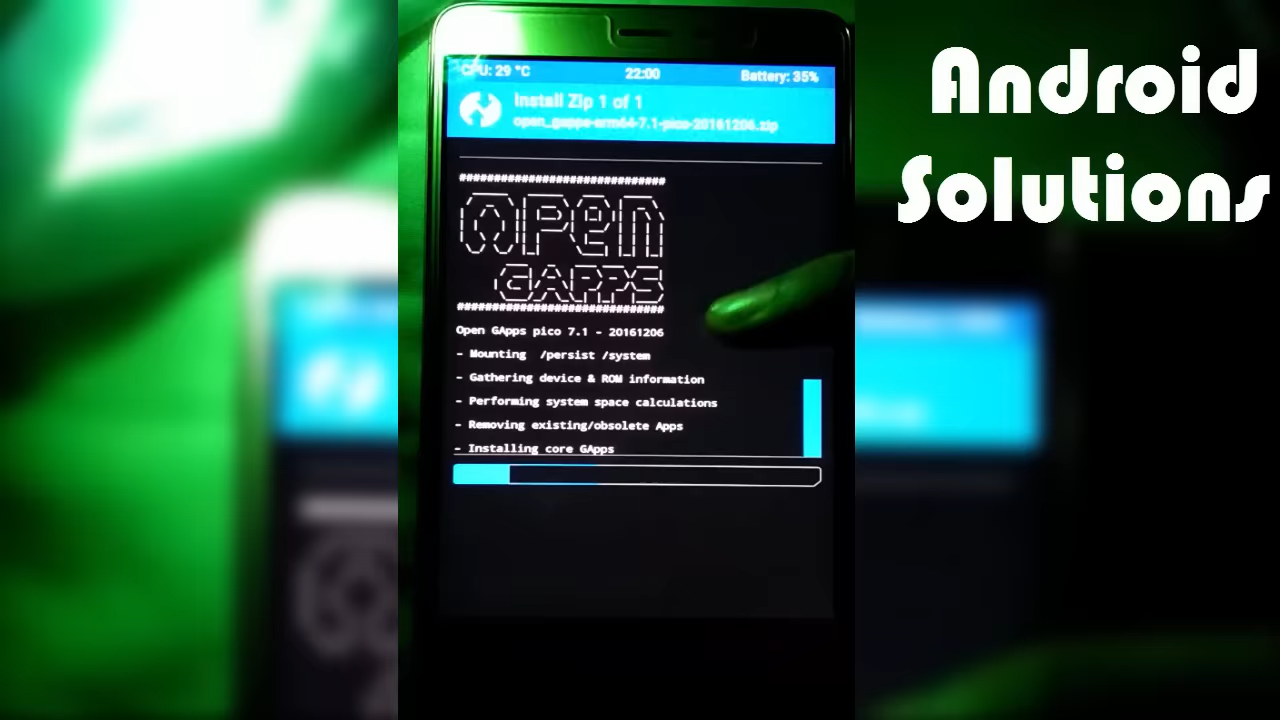 CPU: 29 °C 22:00 Battery: 35%
Install Zip 1 of 1
open_gapps-arm64-7.1-pico-20161206.zip
##############################
OPEN
GAPPS
##############################
Open GApps pico 7.1 - 20161206
- Mounting /persist /system
- Gathering device & ROM information
- Performing system space calculations
- Removing existing/obsolete Apps
- Installing core GApps
Android
Solutions